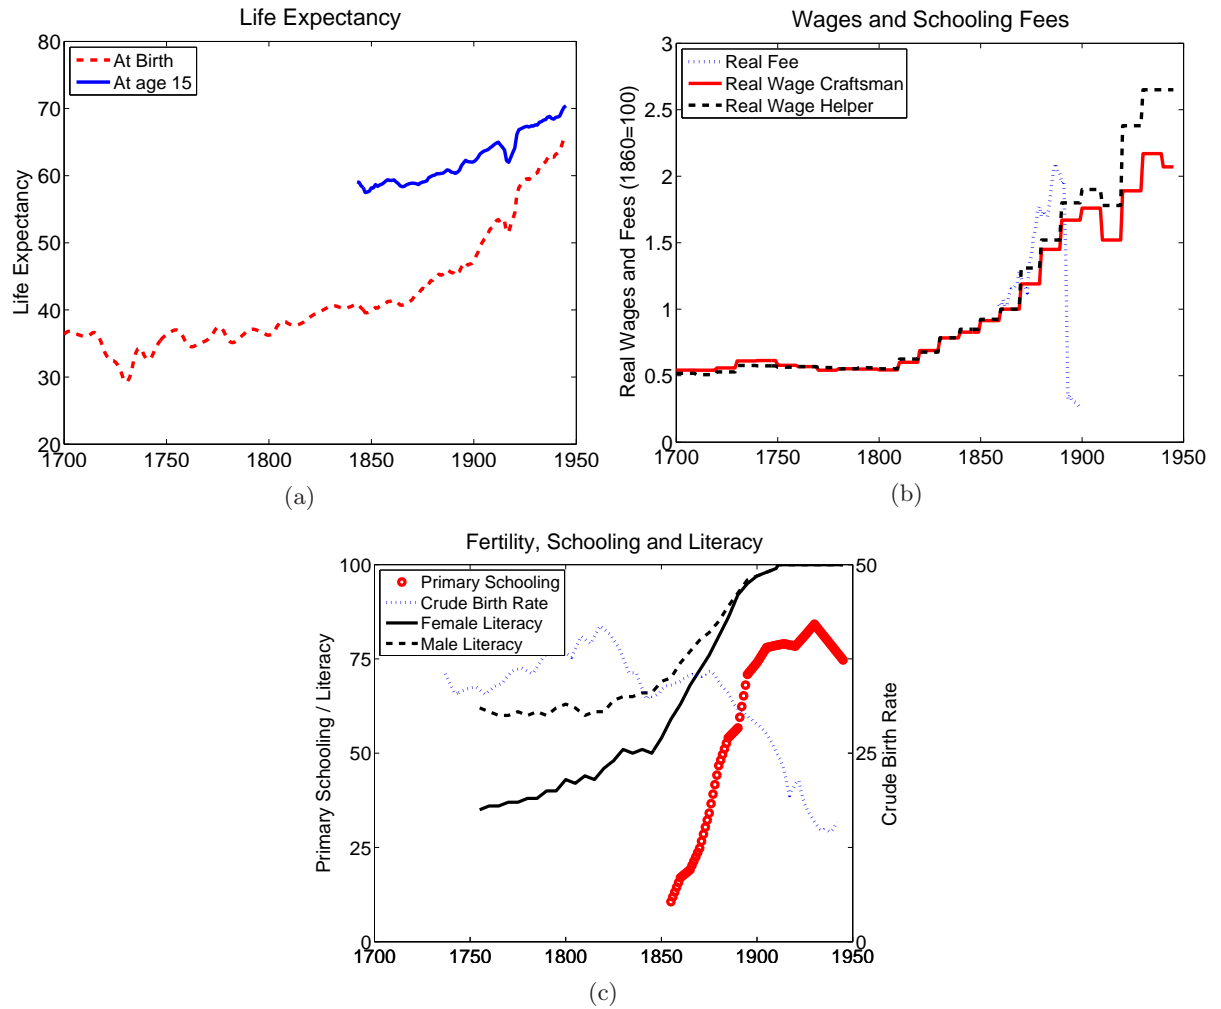 Life Expectancy
80
70
60
50
40
30
20
Life Expectancy
At Birth
At age 15
1700 1750 1800 1850 1900 1950
(a)
Wages and Schooling Fees
3
2.5
2
1.5
1
0.5
0
Real Wages and Fees (1860=100)
Real Fee
Real Wage Craftsman
Real Wage Helper
1700 1750 1800 1850 1900 1950
(b)
Fertility, Schooling and Literacy
100
75
50
25
0
Primary Schooling / Literacy
Primary Schooling
Crude Birth Rate
Female Literacy
Male Literacy
50
25
0
Crude Birth Rate
1700 1750 1800 1850 1900 1950
(c)